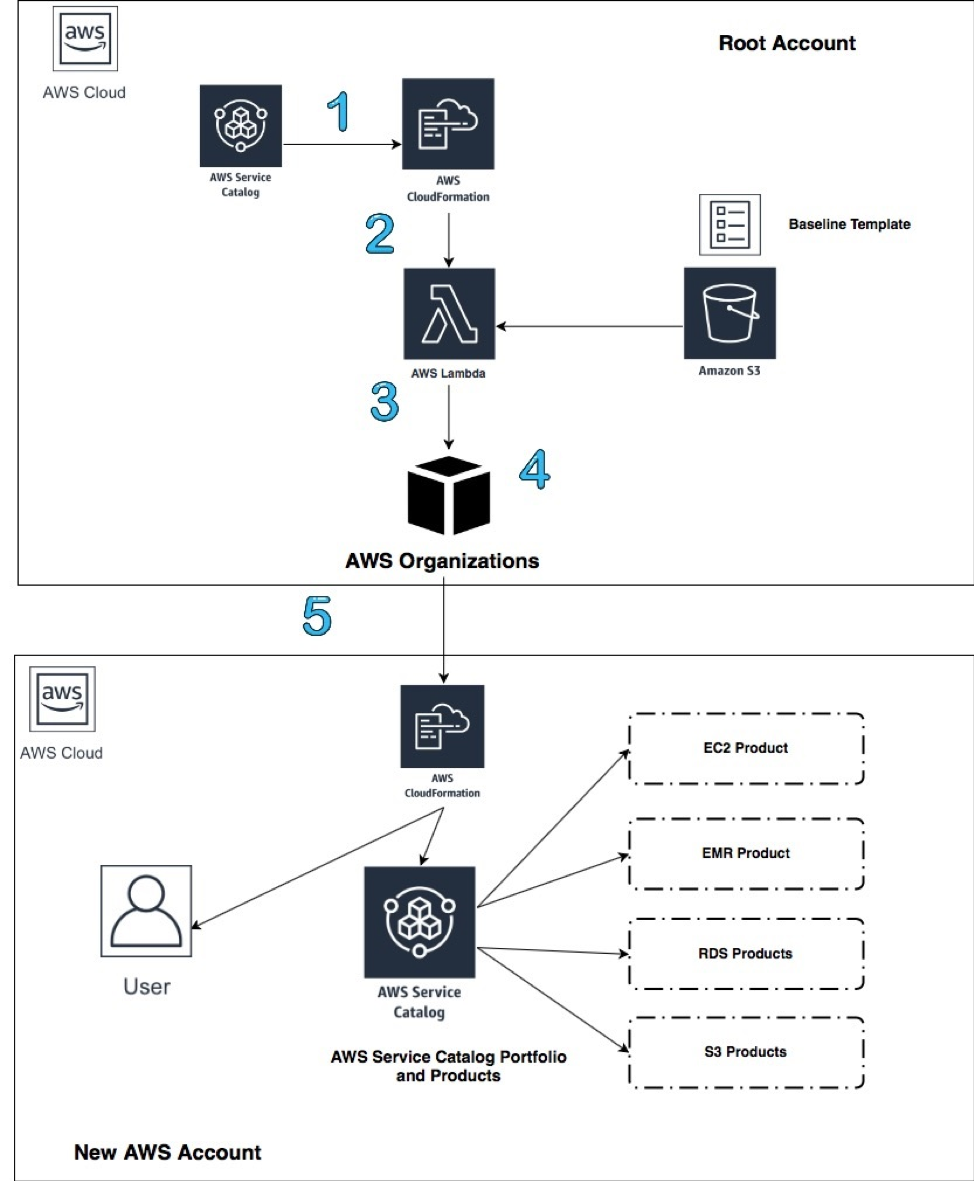 aws
Root Account
AWS Cloud
1
AWS Service
Catalog
AWS
CloudFormation
2
Baseline Template
AWS Lambda
Amazon S3
3
4
AWS Organizations
5
aws
AWS Cloud
AWS
CloudFormation
EC2 Product
EMR Product
RDS Products
S3 Products
User
AWS Service
Catalog
AWS Service Catalog Portfolio
and Products
New AWS Account